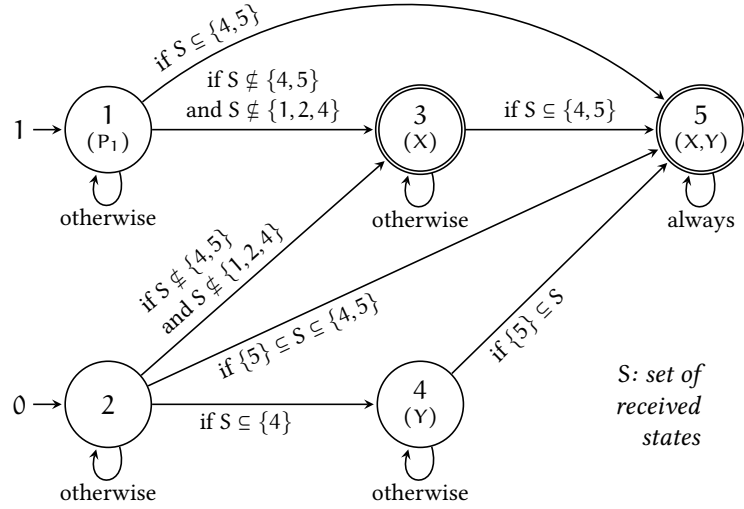 if S ⊆ {4,5}
if S ⊈ {4,5}
and S ⊈ {1,2,4}
1
1
(P₁)
3
(X)
if S ⊆ {4,5}
5
(X,Y)
otherwise
otherwise
always
if S ⊈ {4,5}
and S ⊈ {1,2,4}
if {5} ⊆ S ⊆ {4,5}
if {5} ⊆ S
0
2
if S ⊆ {4}
4
(Y)
S: set of
received
states
otherwise
otherwise